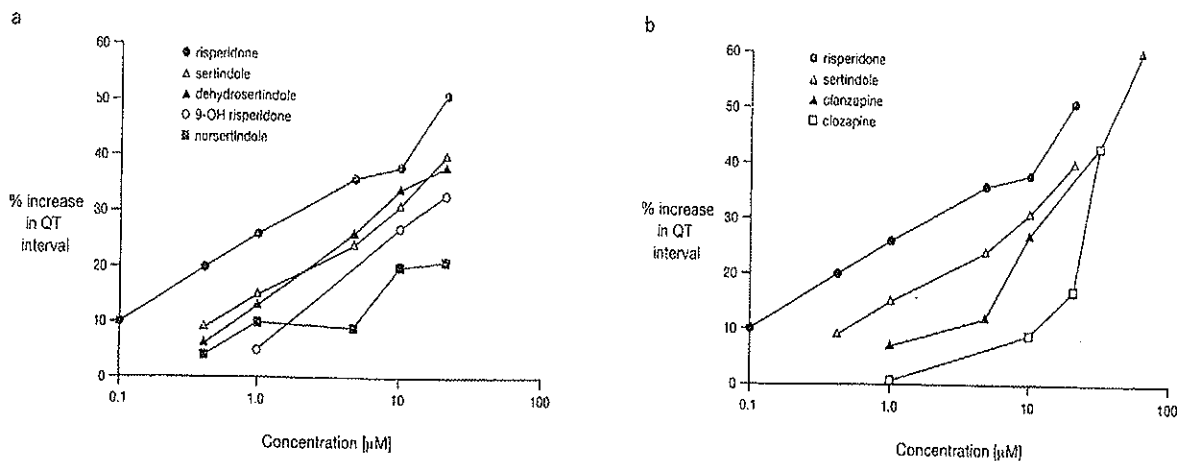 a
60
50
40
30
20
10
0
% increase
in QT
interval
risperidone
sertindole
dehydrosertindole
9-OH risperidone
norsertindole
0.1
1.0
10
100
Concentration [μM]
b
60
50
40
30
20
10
0
% increase
in QT
interval
risperidone
sertindole
olanzapine
clozapine
0.1
1.0
10
100
Concentration [μM]